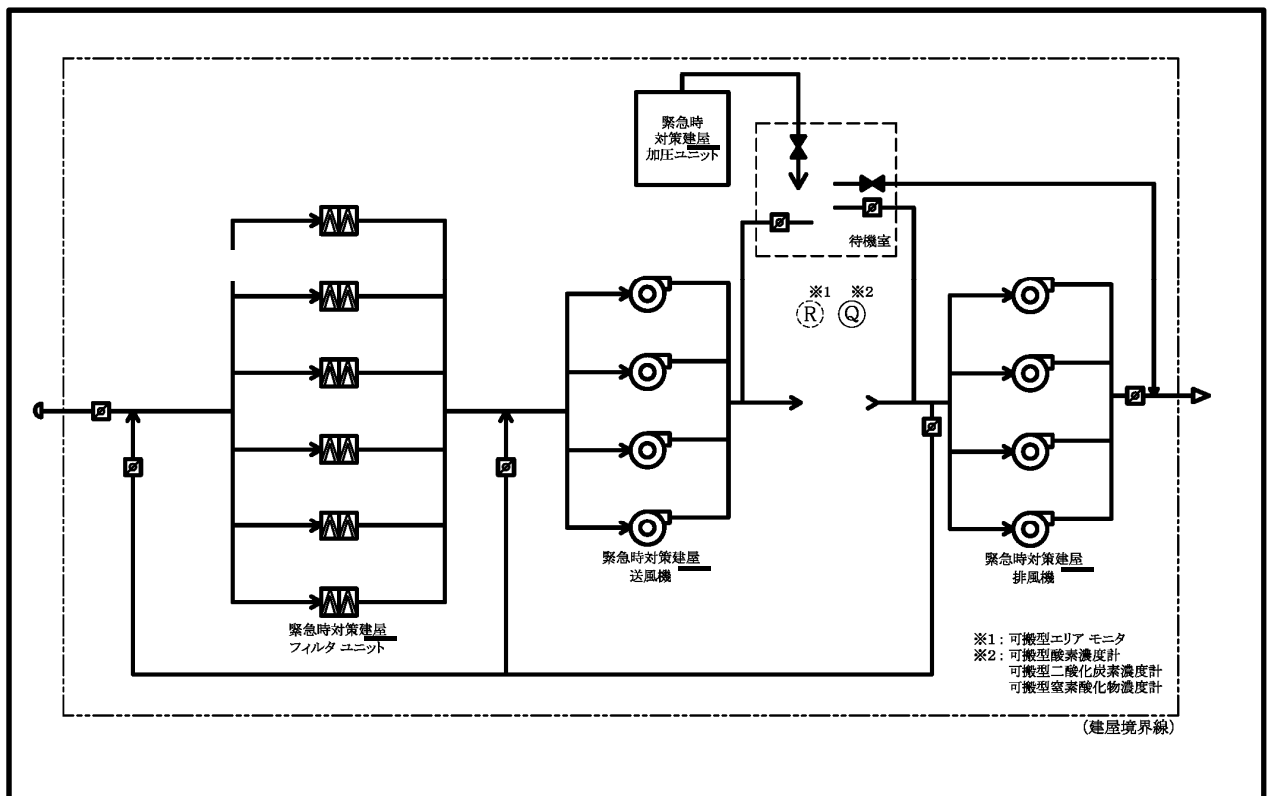 緊急時
対策建屋
加圧ユニット
待機室
※1 ※2
R Q
緊急時対策建屋
送風機
緊急時対策建屋
排風機
緊急時対策建屋
フィルタ ユニット
※1：可搬型エリア モニタ
※2：可搬型酸素濃度計
可搬型二酸化炭素濃度計
可搬型窒素酸化物濃度計
(建屋境界線)